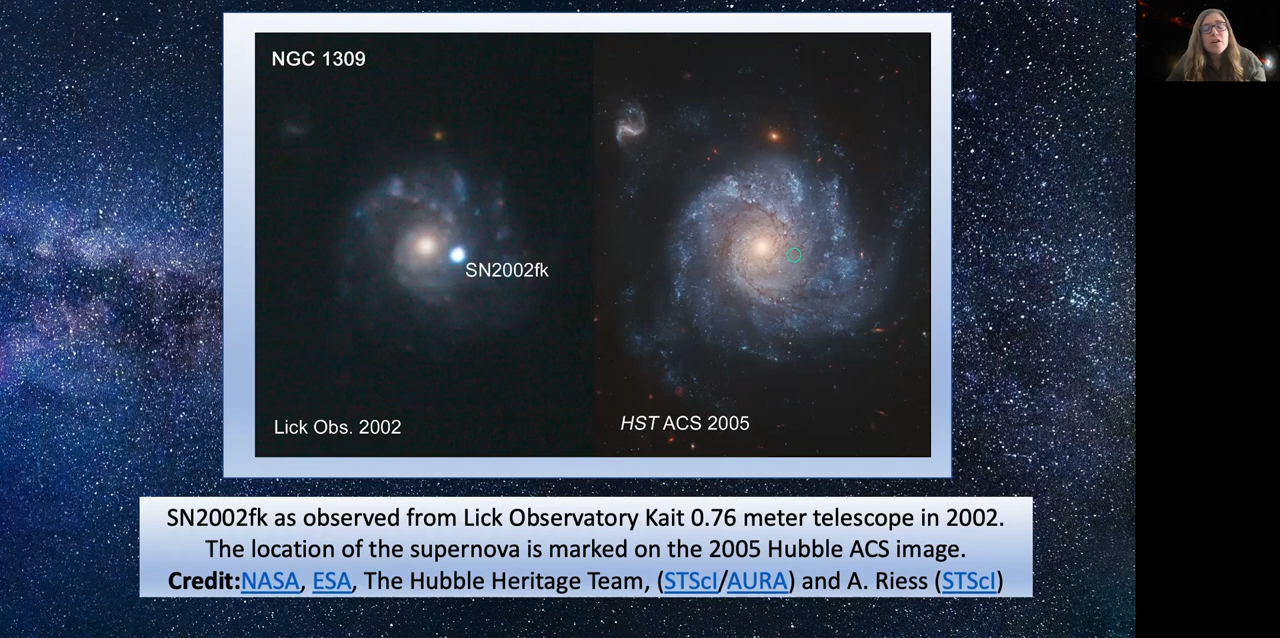 NGC 1309
SN2002fk
Lick Obs. 2002
HST ACS 2005
SN2002fk as observed from Lick Observatory Kait 0.76 meter telescope in 2002.
The location of the supernova is marked on the 2005 Hubble ACS image.
Credit:NASA, ESA, The Hubble Heritage Team, (STScI/AURA) and A. Riess (STScI)